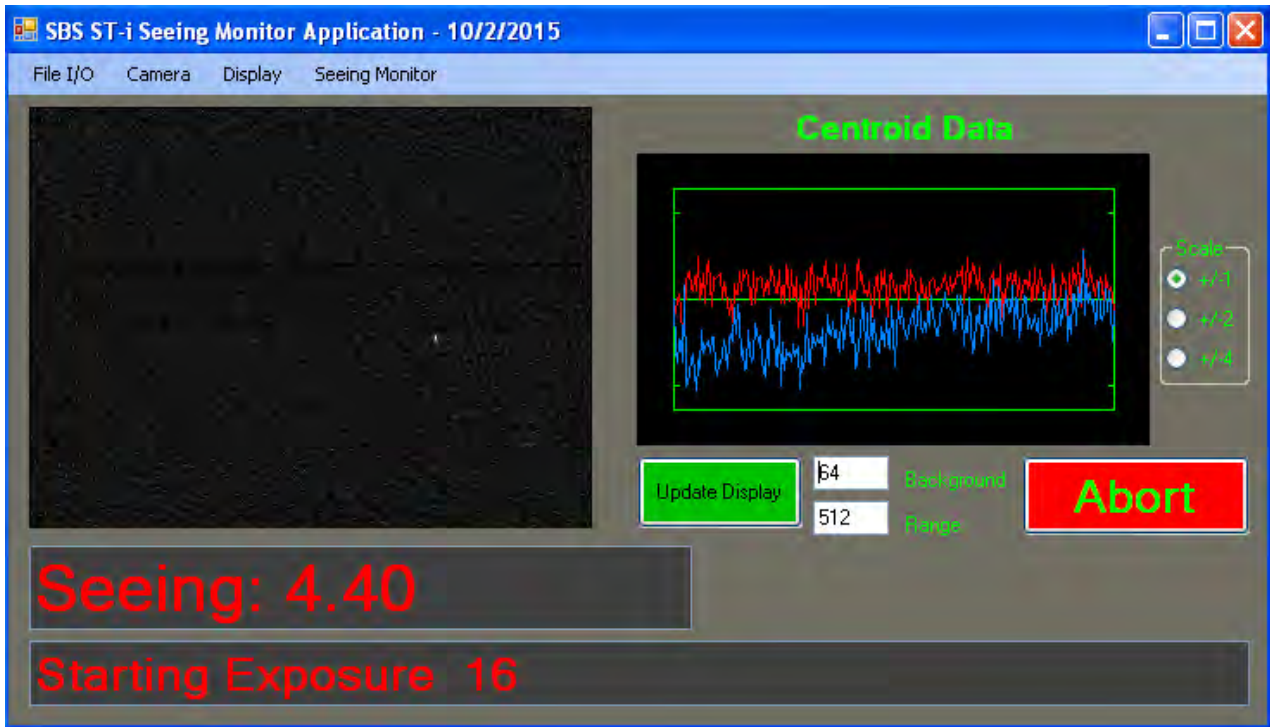 SBS ST-i Seeing Monitor Application - 10/2/2015
File I/O Camera Display Seeing Monitor
Centroid Data
Scale
+/-1
+/-2
+/-4
Update Display
64 Background
512 Range
Abort
Seeing: 4.40
Starting Exposure 16